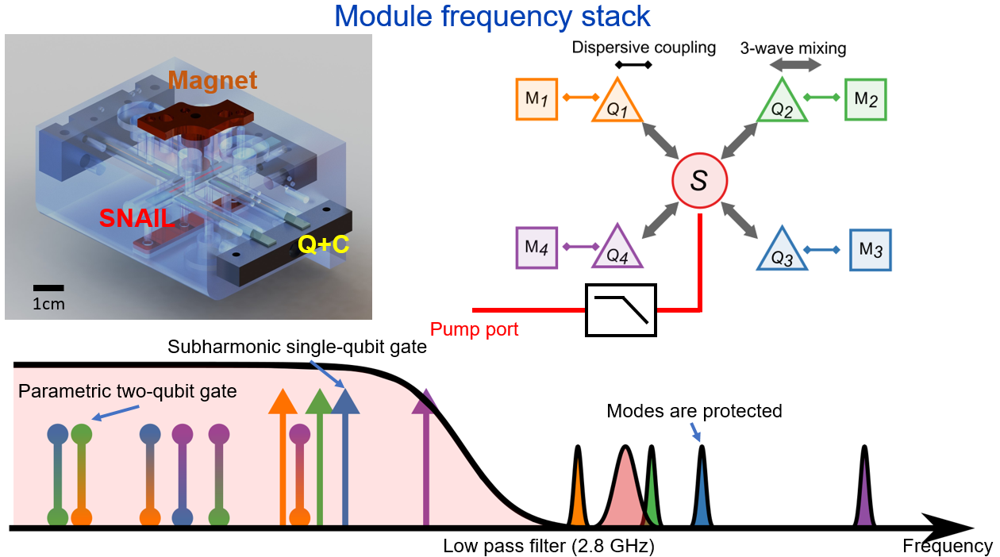 Module frequency stack
Magnet
SNAIL
Q+C
1cm
Dispersive coupling
3-wave mixing
M1
Q1
Q2
M2
S
M4
Q4
Q3
M3
Pump port
Subharmonic single-qubit gate
Parametric two-qubit gate
Modes are protected
Low pass filter (2.8 GHz)
Frequency